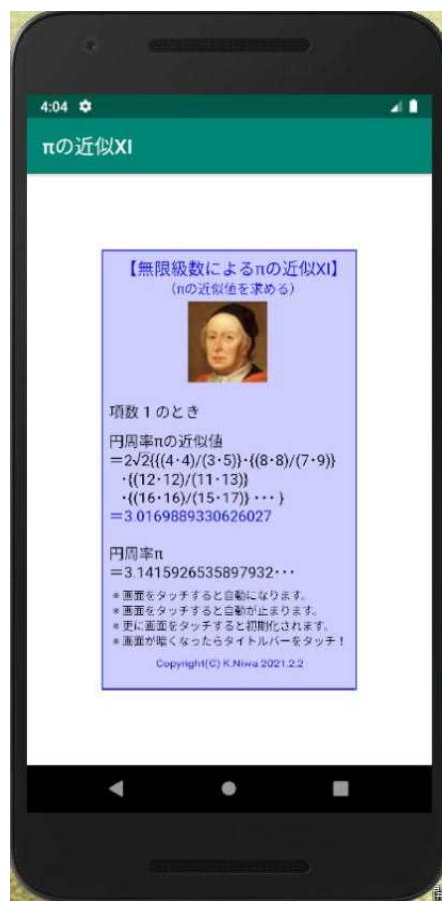 4:04
πの近似XI
【無限級数によるπの近似XI】
(πの近似値を求める)
項数 1 のとき
円周率πの近似値
＝2√2{{(4・4)/(3・5)}・{(8・8)/(7・9)}
・{(12・12)/(11・13)}
・{(16・16)/(15・17)} ・・・ }
＝3.0169889330626027
円周率π
＝3.1415926535897932・・・
※画面をタッチすると自動になります。
※画面をタッチすると自動が止まります。
※更に画面をタッチすると初期化されます。
※画面が暗くなったらタイトルバーをタッチ！
Copyright(C) K.Niwa 2021.2.2